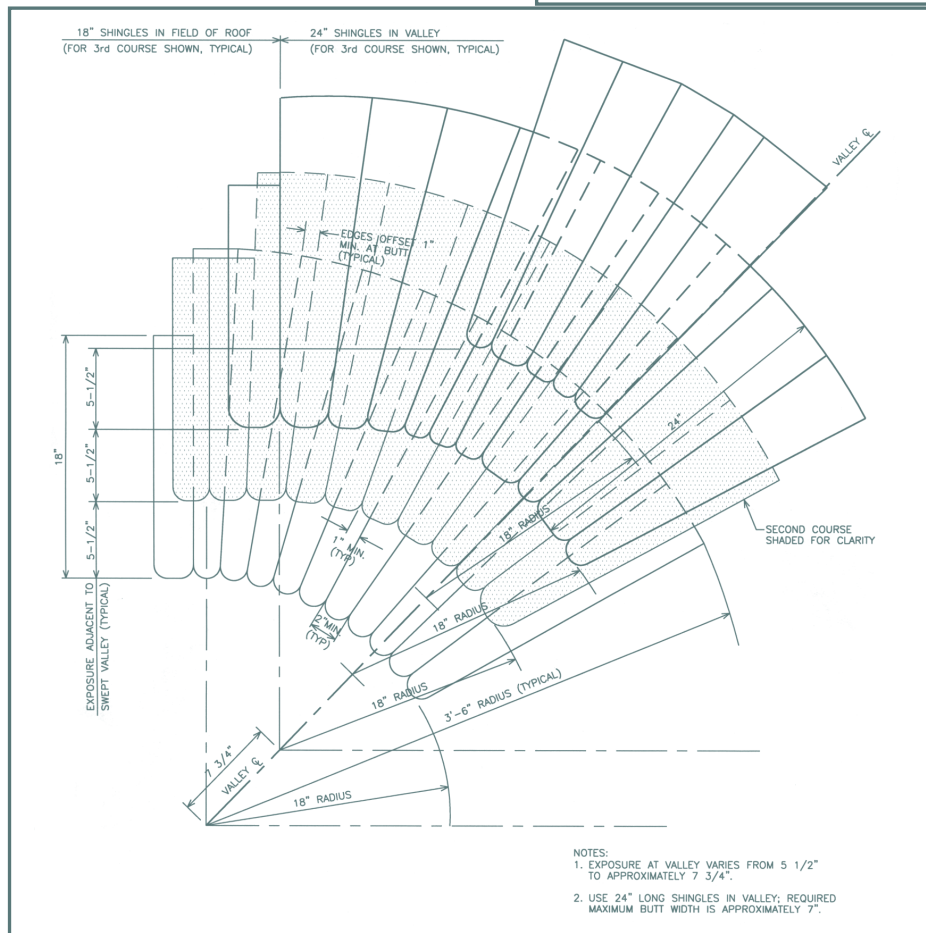 18" SHINGLES IN FIELD OF ROOF
(FOR 3rd COURSE SHOWN, TYPICAL)
24" SHINGLES IN VALLEY
(FOR 3rd COURSE SHOWN, TYPICAL)
VALLEY ℄
EDGES OFFSET 1"
MIN. AT BUTT
(TYPICAL)
5-1/2"
5-1/2"
5-1/2"
18"
24"
18" RADIUS
SECOND COURSE
SHADED FOR CLARITY
1" MIN.
(TYP)
2" MIN.
(TYP)
EXPOSURE ADJACENT TO
SWEPT VALLEY (TYPICAL)
18" RADIUS
18" RADIUS
3'-6" RADIUS (TYPICAL)
7 3/4"
VALLEY ℄
18" RADIUS
NOTES:
1. EXPOSURE AT VALLEY VARIES FROM 5 1/2"
TO APPROXIMATELY 7 3/4".
2. USE 24" LONG SHINGLES IN VALLEY; REQUIRED
MAXIMUM BUTT WIDTH IS APPROXIMATELY 7".